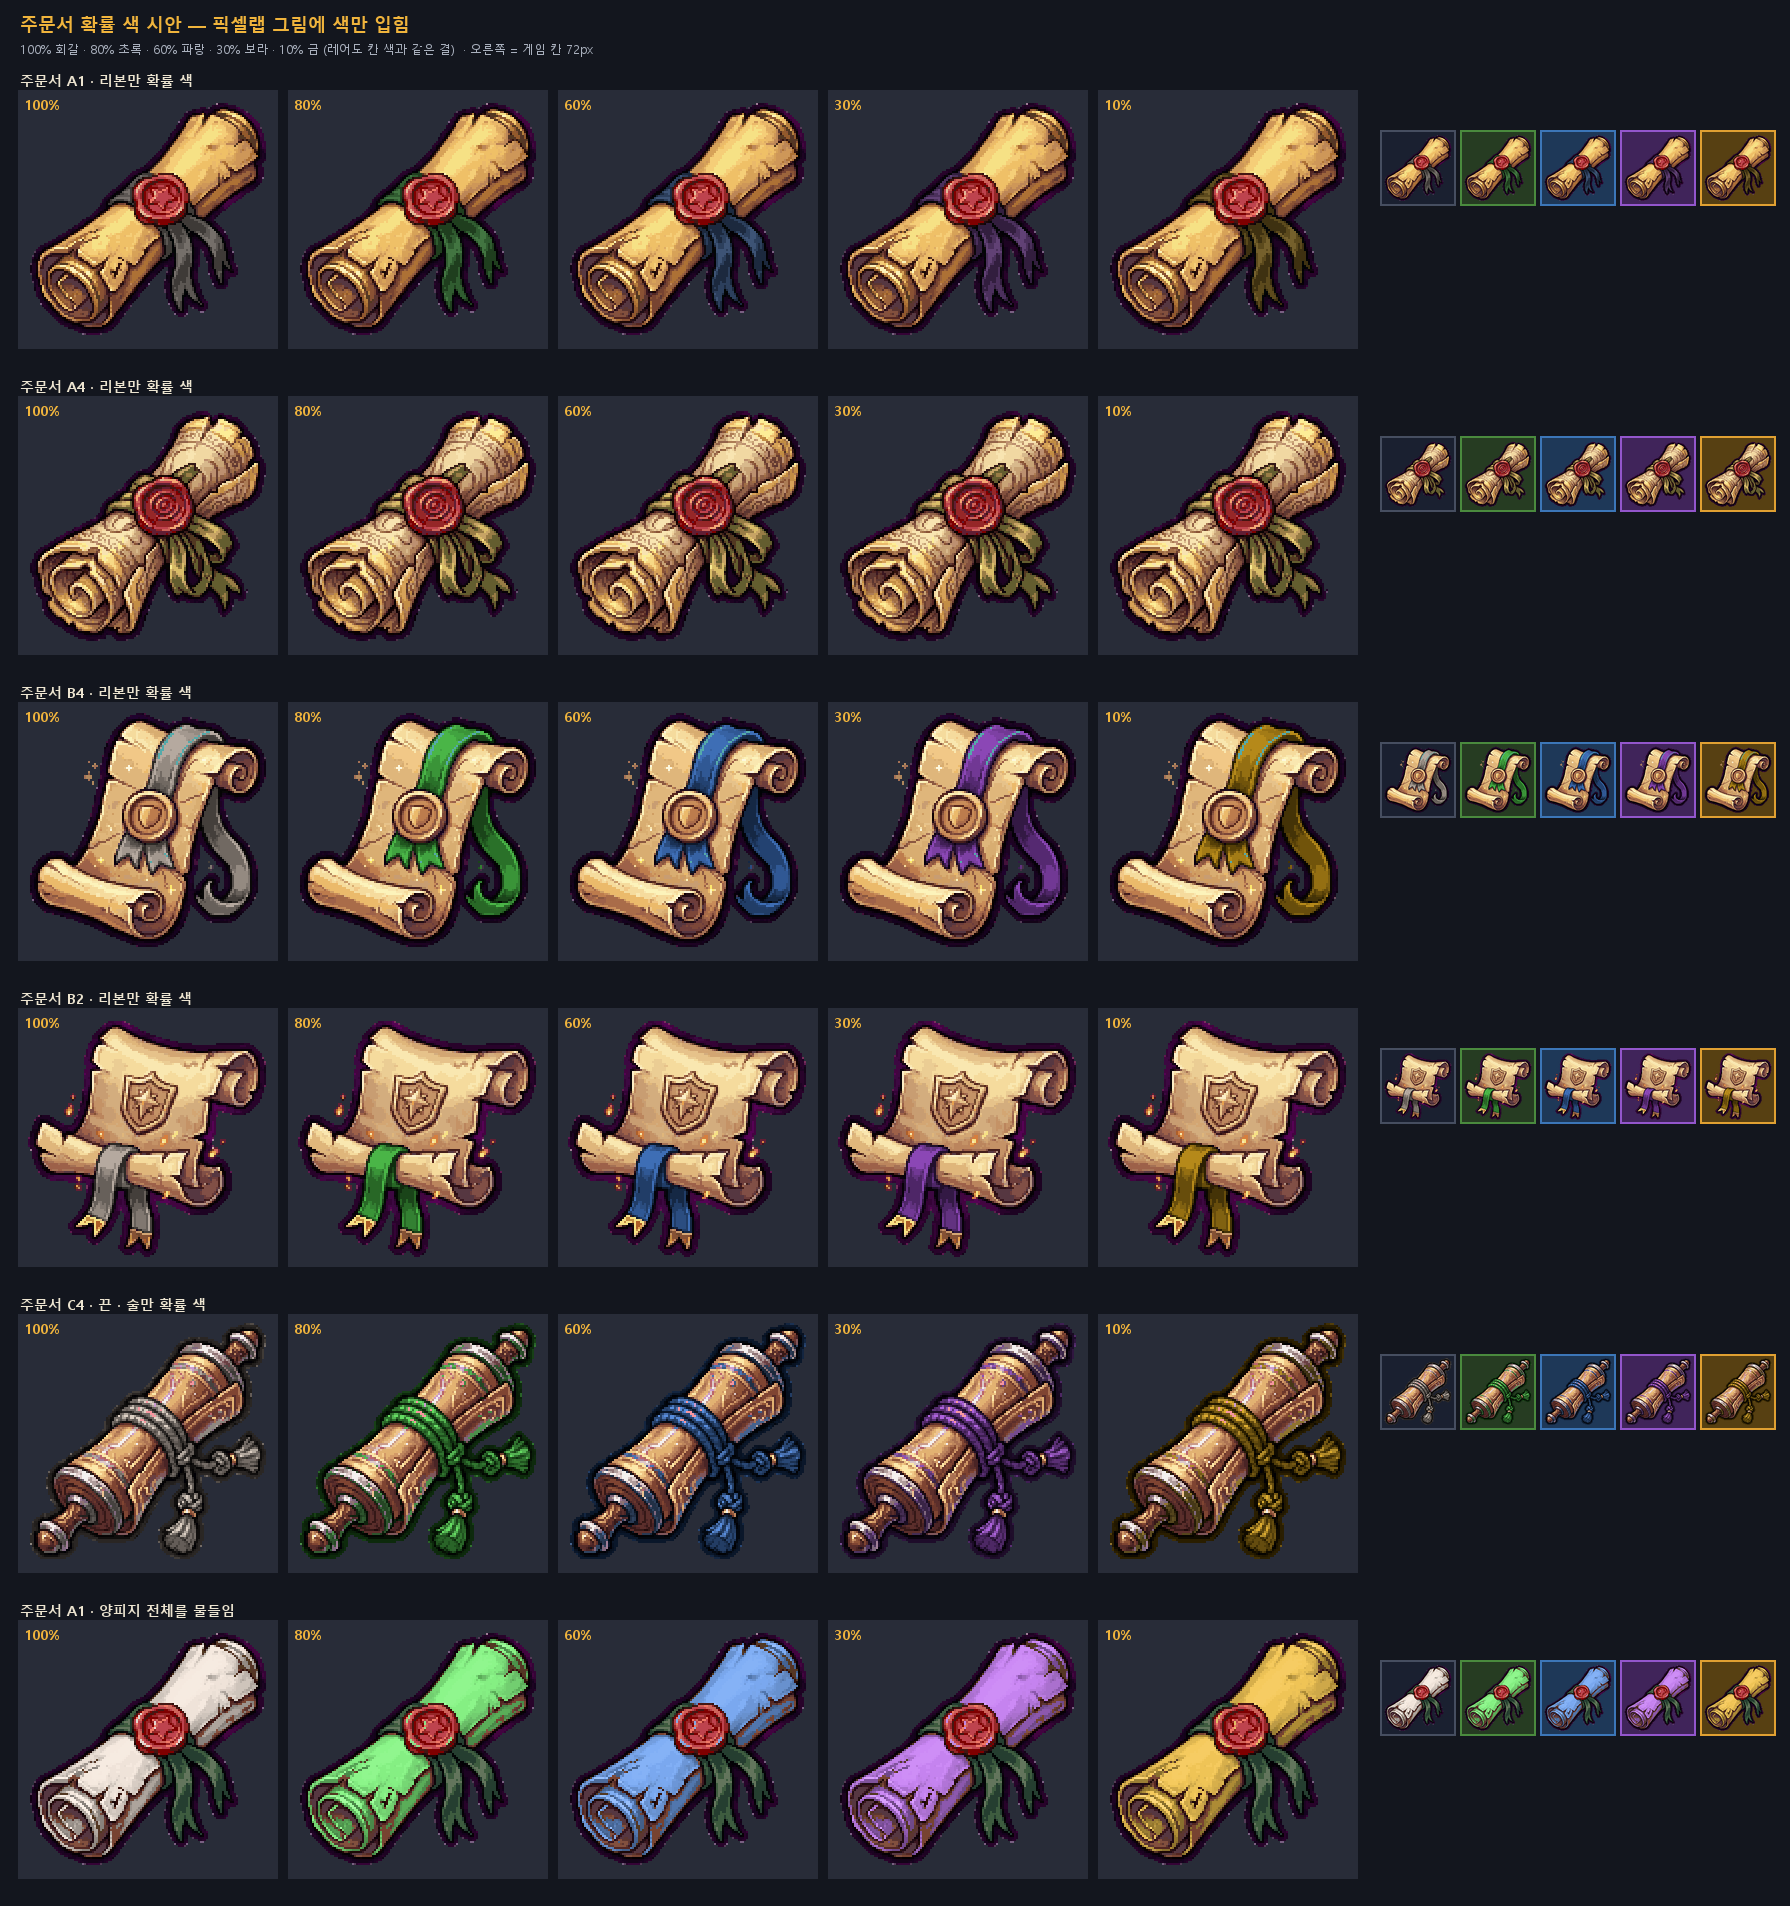 주문서 확률 색 시안 — 픽셀랩 그림에 색만 입힘
100% 회갈 · 80% 초록 · 60% 파랑 · 30% 보라 · 10% 금 (레어도 칸 색과 같은 결) · 오른쪽 = 게임 칸 72px
주문서 A1 · 리본만 확률 색
100% 80% 60% 30% 10%
주문서 A4 · 리본만 확률 색
100% 80% 60% 30% 10%
주문서 B4 · 리본만 확률 색
100% 80% 60% 30% 10%
주문서 B2 · 리본만 확률 색
100% 80% 60% 30% 10%
주문서 C4 · 끈 · 술만 확률 색
100% 80% 60% 30% 10%
주문서 A1 · 양피지 전체를 물들임
100% 80% 60% 30% 10%